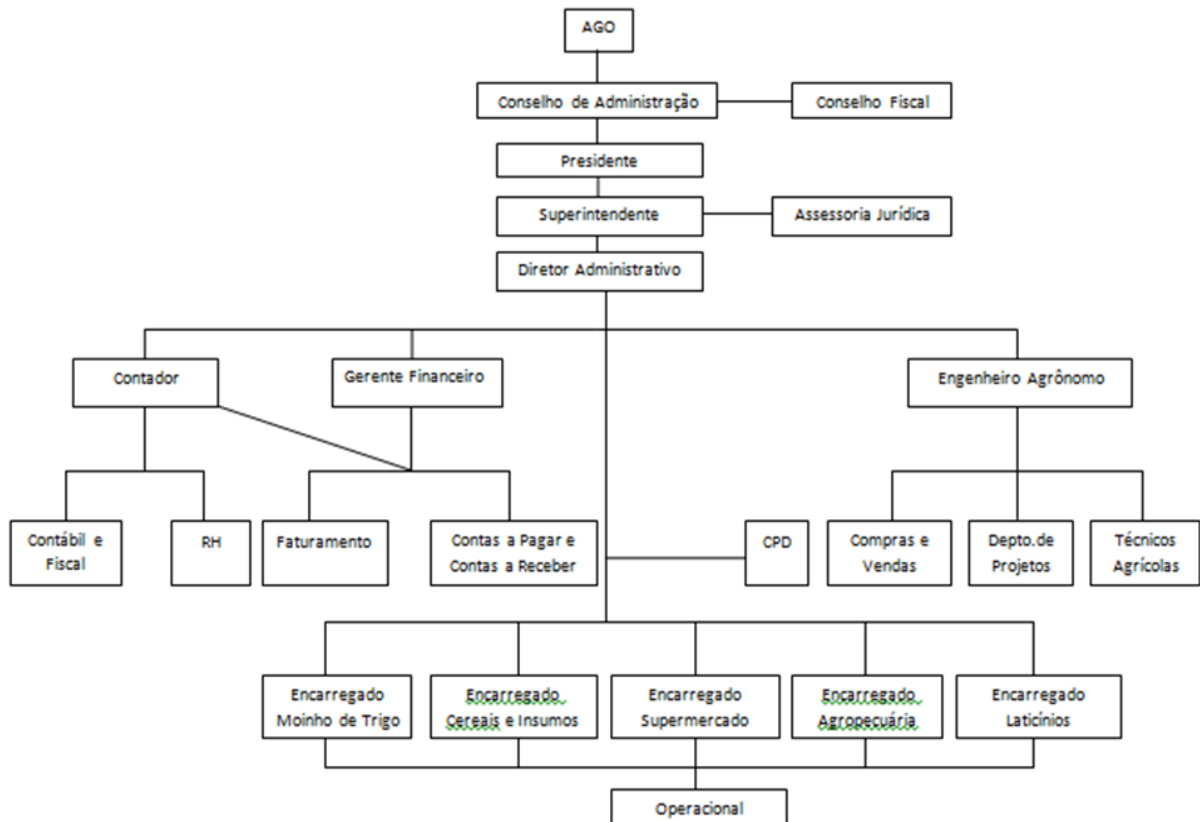 AGO
Conselho de Administração
Conselho Fiscal
Presidente
Superintendente
Assessoria Jurídica
Diretor Administrativo
Contador
Gerente Financeiro
Engenheiro Agrônomo
Contábil e
Fiscal
RH
Faturamento
Contas a Pagar e
Contas a Receber
CPD
Compras e
Vendas
Depto.de
Projetos
Técnicos
Agrícolas
Encarregado
Moinho de Trigo
Encarregado
Cereais e Insumos
Encarregado
Supermercado
Encarregado
Agropecuária
Encarregado
Laticínios
Operacional